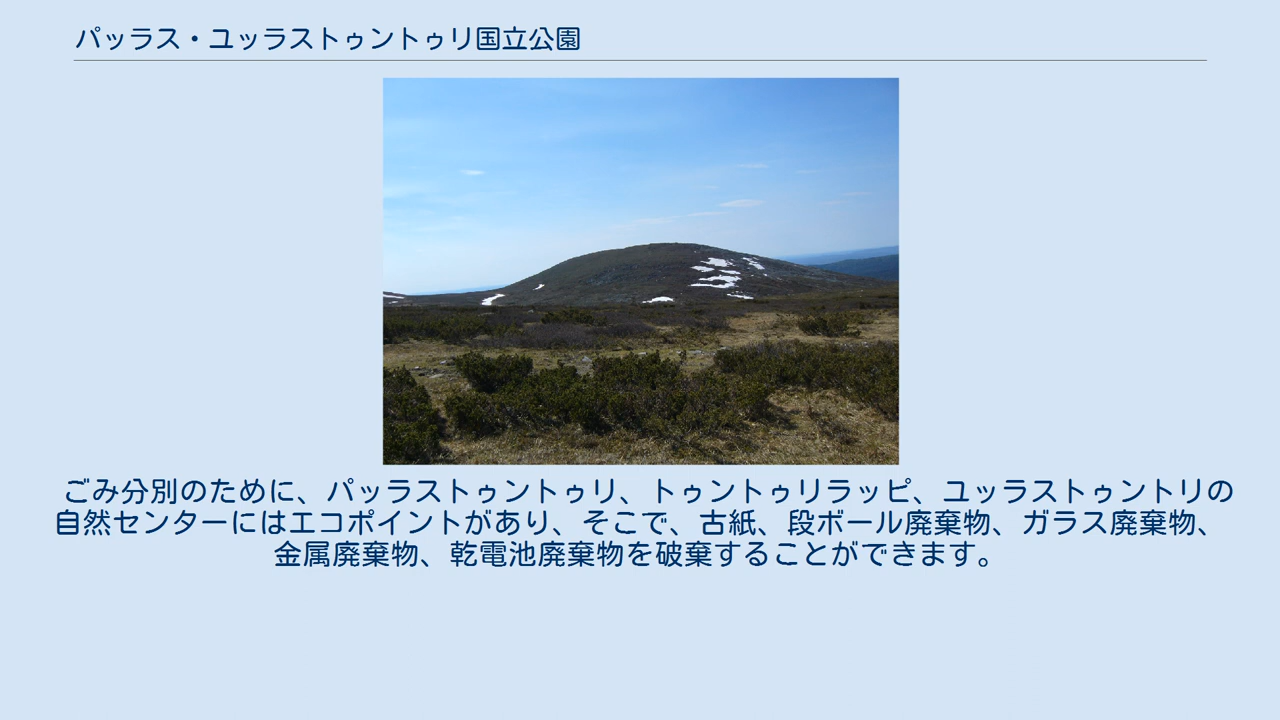 パッラス・ユッラストゥントゥリ国立公園
ごみ分別のために、パッラストゥントゥリ、トゥントゥリラッピ、ユッラストゥントリの
自然センターにはエコポイントがあり、そこで、古紙、段ボール廃棄物、ガラス廃棄物、
金属廃棄物、乾電池廃棄物を破棄することができます。